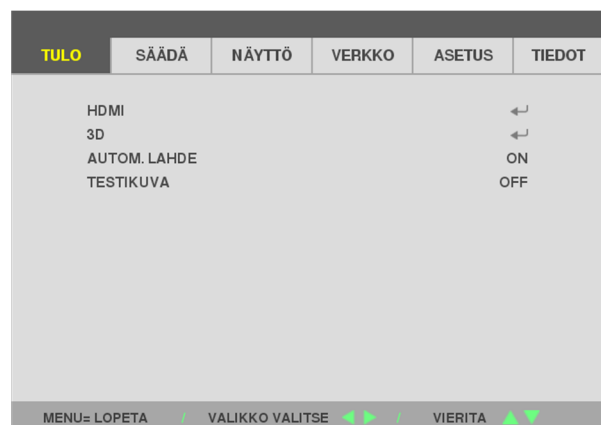 TULO SÄÄDÄ NÄYTTÖ VERKKO ASETUS TIEDOT
HDMI
3D
AUTOM. LAHDE ON
TESTIKUVA OFF
MENU= LOPETA / VALIKKO VALITSE / VIERITA